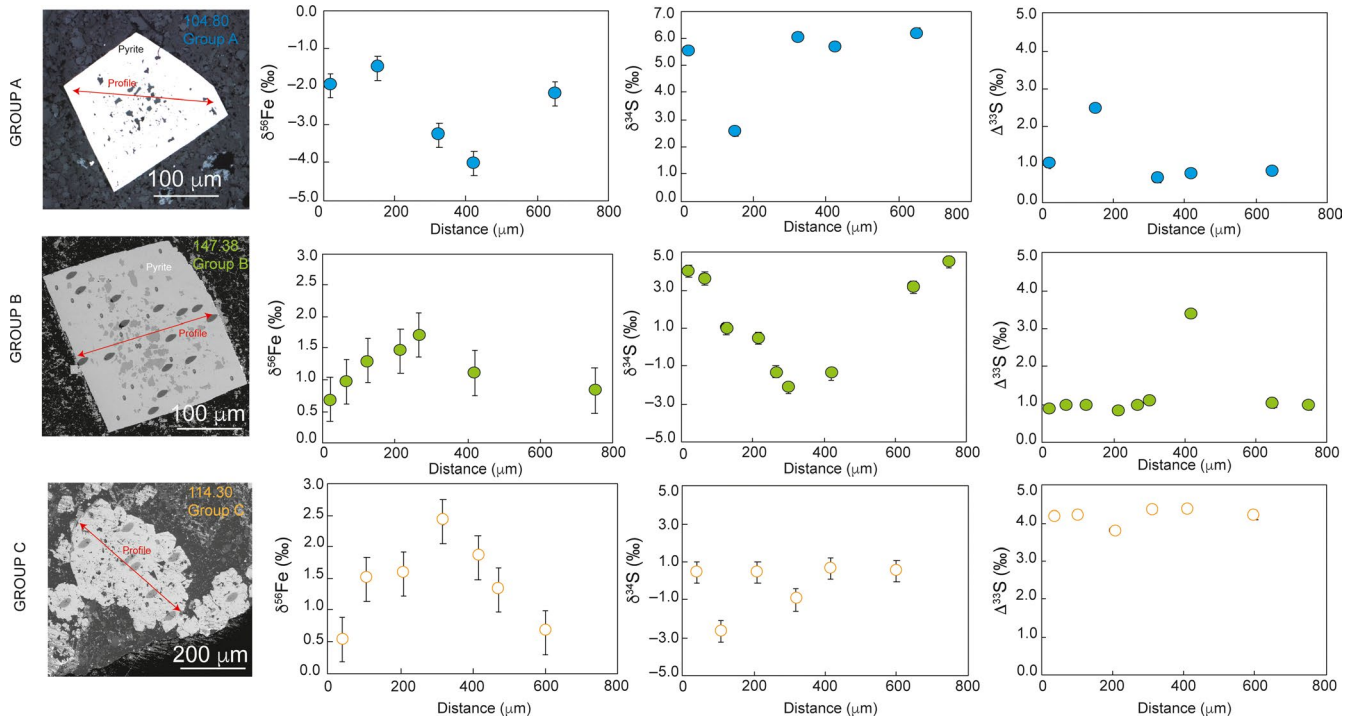 GROUP A
104.80
Group A
Pyrite
Profile
100 μm
δ⁵⁶Fe (‰)
0.0
−1.0
−2.0
−3.0
−4.0
−5.0
0 200 400 600 800
Distance (μm)
δ³⁴S (‰)
7.0
6.0
5.0
4.0
3.0
2.0
1.0
0.0
0 200 400 600 800
Distance (μm)
Δ³³S (‰)
5.0
4.0
3.0
2.0
1.0
0.0
0 200 400 600 800
Distance (μm)
GROUP B
147.38
Group B
Pyrite
Profile
100 μm
δ⁵⁶Fe (‰)
3.0
2.5
2.0
1.5
1.0
0.5
0.0
0 200 400 600 800
Distance (μm)
δ³⁴S (‰)
5.0
3.0
1.0
-1.0
-3.0
-5.0
0 200 400 600 800
Distance (μm)
Δ³³S (‰)
5.0
4.0
3.0
2.0
1.0
0.0
0 200 400 600 800
Distance (μm)
GROUP C
114.30
Group C
Profile
200 μm
δ⁵⁶Fe (‰)
3.0
2.5
2.0
1.5
1.0
0.5
0.0
0 200 400 600 800
Distance (μm)
δ³⁴S (‰)
5.0
3.0
1.0
-1.0
-3.0
-5.0
0 200 400 600 800
Distance (μm)
Δ³³S (‰)
5.0
4.0
3.0
2.0
1.0
0.0
0 200 400 600 800
Distance (μm)